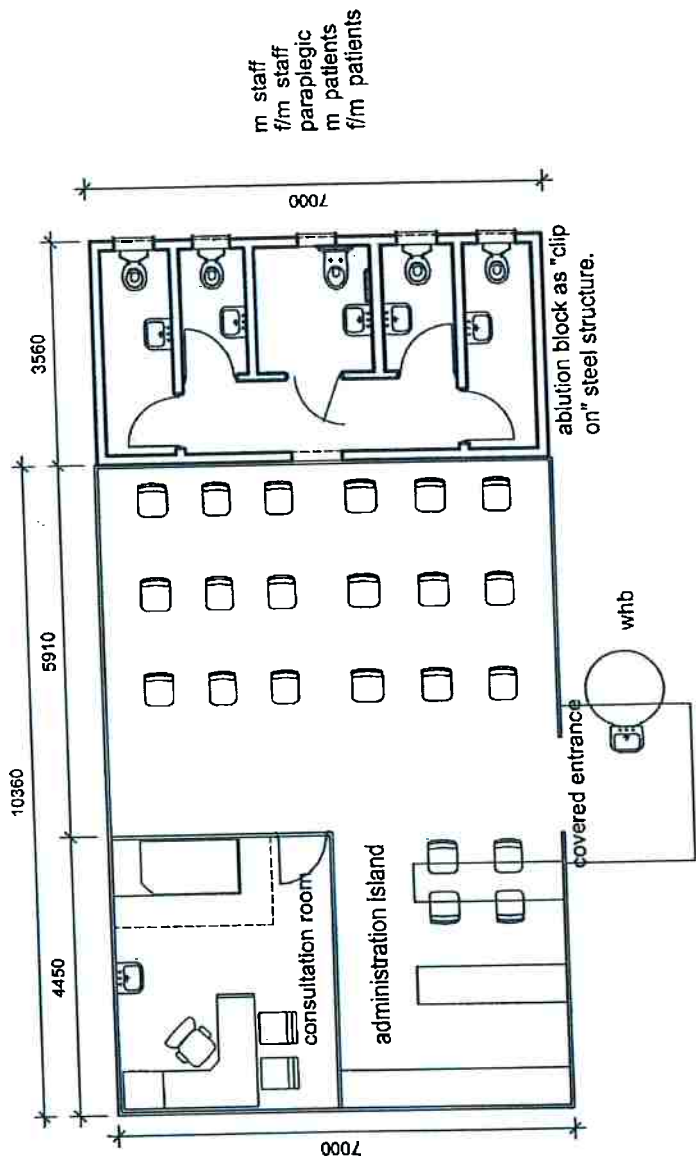 10360
4450
5910
3560
7000
7000
m staff
f/m staff
paraplegic
m patients
f/m patients
consultation room
administration island
covered entrance
whb
ablution block as "clip
on" steel structure.